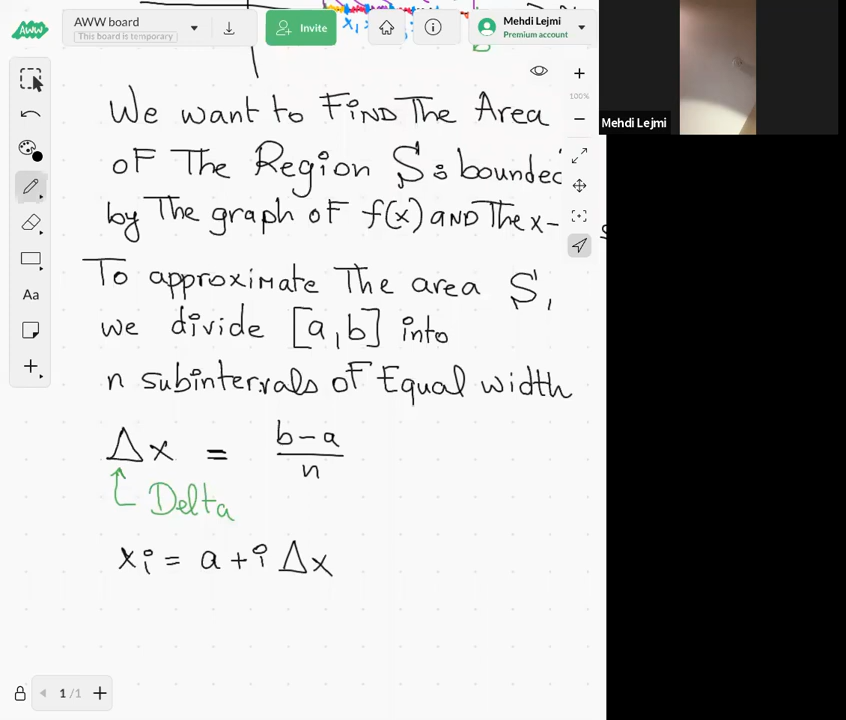 AWW board
This board is temporary
Invite
Mehdi Lejmi
Premium account
AWW
100%
Mehdi Lejmi
We want to FIND The Area
OF The Region S: bounded
by The graph OF f(x) AND The x-
To approximate The area S,
we divide [a,b] into
n subintervals OF Equal width
Δx = b-a / n
Delta
xi = a + i Δx
Aa
1 / 1